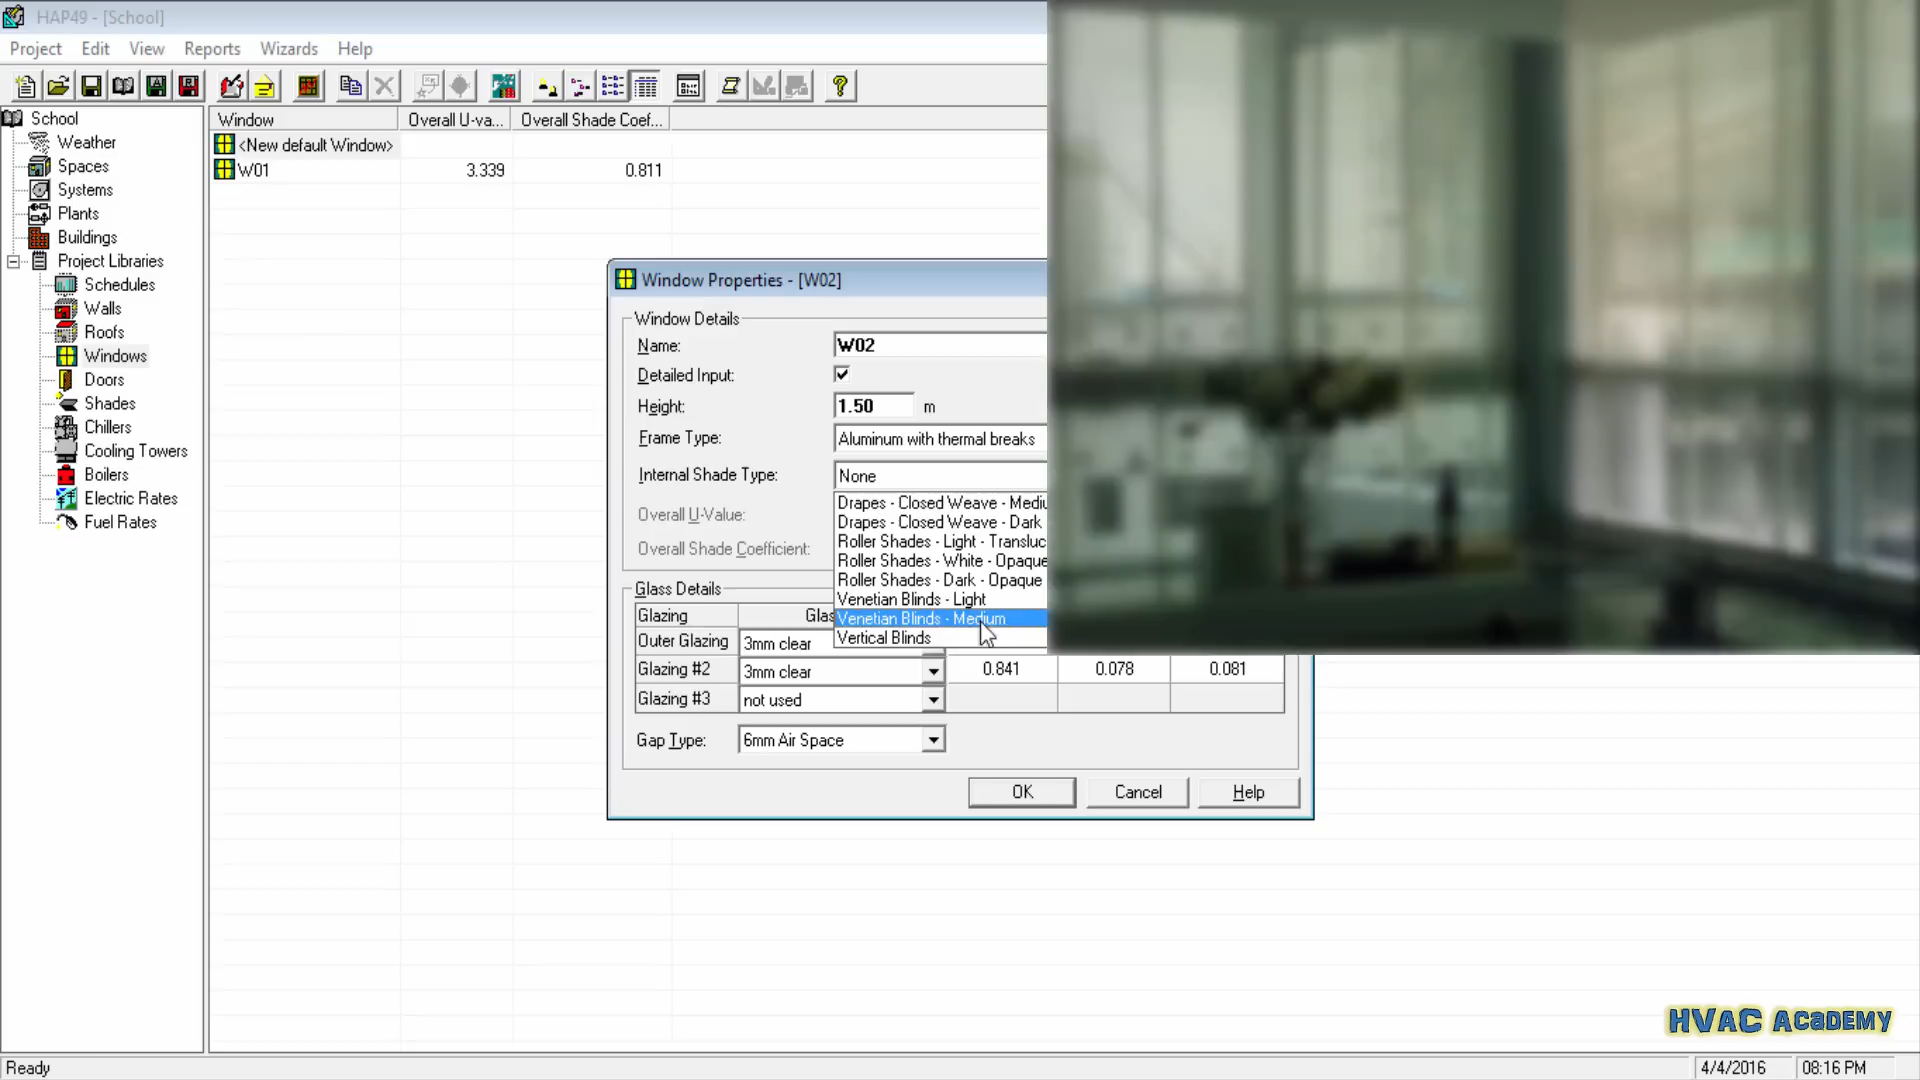 HAP49 - [School]
Project Edit View Reports Wizards Help
School
Weather
Spaces
Systems
Plants
Buildings
Project Libraries
Schedules
Walls
Roofs
Windows
Doors
Shades
Chillers
Cooling Towers
Boilers
Electric Rates
Fuel Rates
Window Overall U-va... Overall Shade Coef...
<New default Window>
W01 3.339 0.811
Window Properties - [W02]
Window Details
Name: W02
Detailed Input:
Height: 1.50 m
Frame Type: Aluminum with thermal breaks
Internal Shade Type: None
Drapes - Closed Weave - Mediu
Drapes - Closed Weave - Dark
Roller Shades - Light - Transluc
Roller Shades - White - Opaque
Roller Shades - Dark - Opaque
Venetian Blinds - Light
Venetian Blinds - Medium
Vertical Blinds
Overall U-Value:
Overall Shade Coefficient:
Glass Details
Glazing Glas
Outer Glazing 3mm clear
Glazing #2 3mm clear 0.841 0.078 0.081
Glazing #3 not used
Gap Type: 6mm Air Space
OK Cancel Help
HVAC Academy
Ready 4/4/2016 08:16 PM